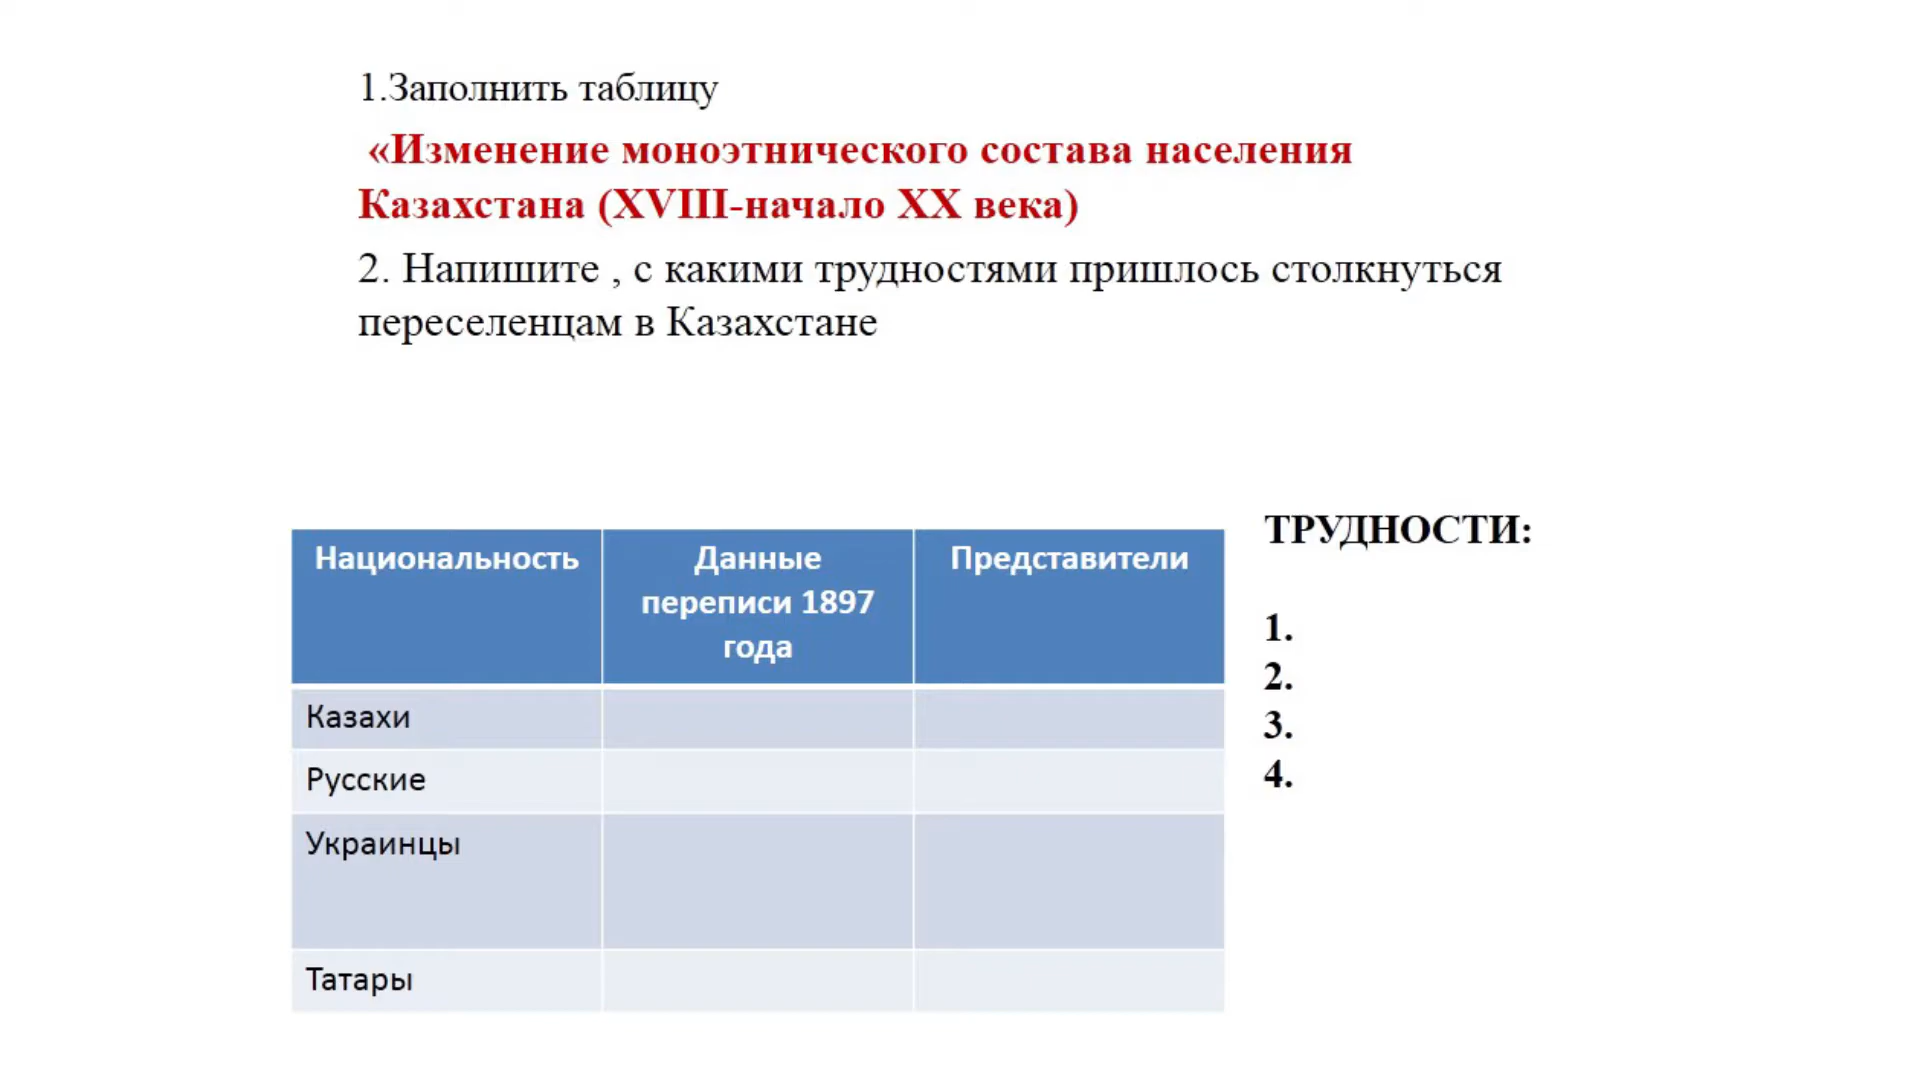 1.Заполнить таблицу
«Изменение моноэтнического состава населения
Казахстана (XVIII-начало XX века)
2. Напишите , с какими трудностями пришлось столкнуться
переселенцам в Казахстане
Национальность
Данные
переписи 1897
года
Представители
Казахи
Русские
Украинцы
Татары
ТРУДНОСТИ:
1.
2.
3.
4.